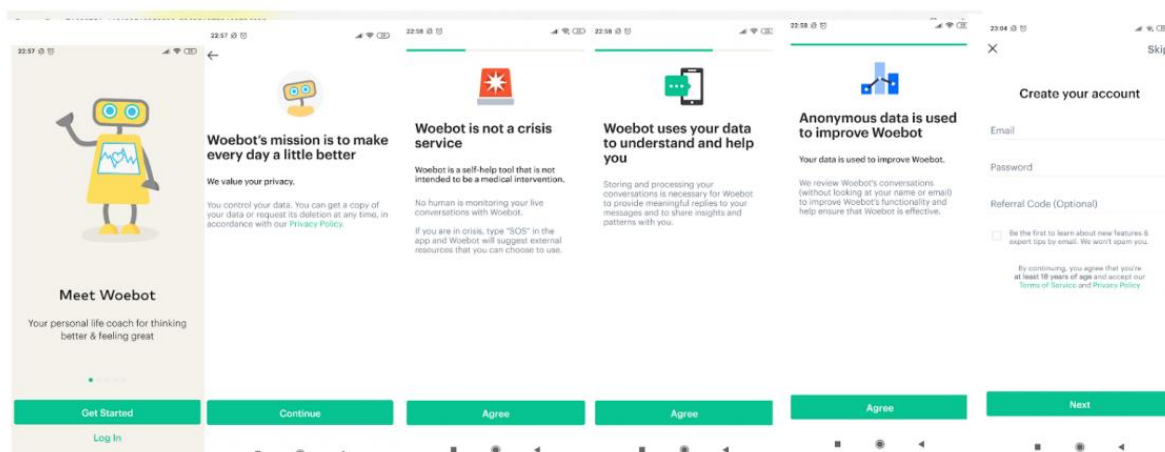 22:57
Meet Woebot
Your personal life coach for thinking
better & feeling great
Get Started
Log In
22:57
Woebot's mission is to make
every day a little better
We value your privacy.
You control your data. You can get a copy of
your data or request its deletion at any time, in
accordance with our Privacy Policy.
Continue
22:58
Woebot is not a crisis
service
Woebot is a self-help tool that is not
intended to be a medical intervention.
No human is monitoring your live
conversations with Woebot.
If you are in crisis, type "SOS" in the
app and Woebot will suggest external
resources that you can choose to use.
Agree
22:58
Woebot uses your data
to understand and help
you
Storing and processing your
conversations is necessary for Woebot
to provide meaningful replies to your
messages and to share insights and
patterns with you.
Agree
22:58
Anonymous data is used
to improve Woebot
Your data is used to improve Woebot.
We review Woebot's conversations
(without looking at your name or email)
to improve Woebot's functionality and
help ensure that Woebot is effective.
Agree
23:04
Skip
Create your account
Email
Password
Referral Code (Optional)
Be the first to learn about new features &
expert tips by email. We won't spam you.
By continuing, you agree that you're
at least 18 years of age and accept our
Terms of Service and Privacy Policy
Next